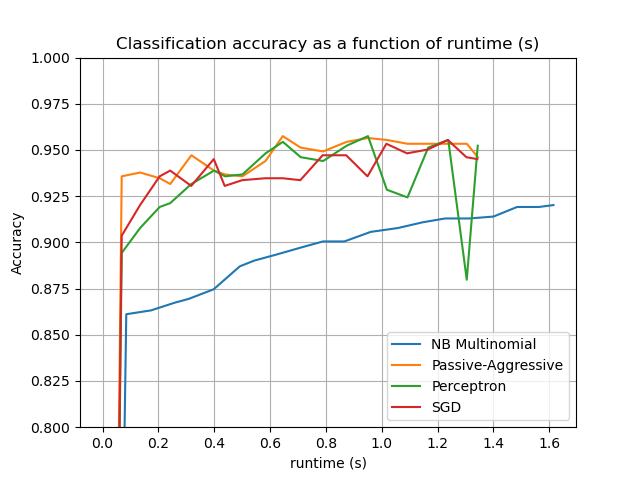 Classification accuracy as a function of runtime (s)
1.000
0.975
0.950
0.925
0.900
0.875
0.850
0.825
0.800
Accuracy
NB Multinomial
Passive-Aggressive
Perceptron
SGD
0.0 0.2 0.4 0.6 0.8 1.0 1.2 1.4 1.6
runtime (s)